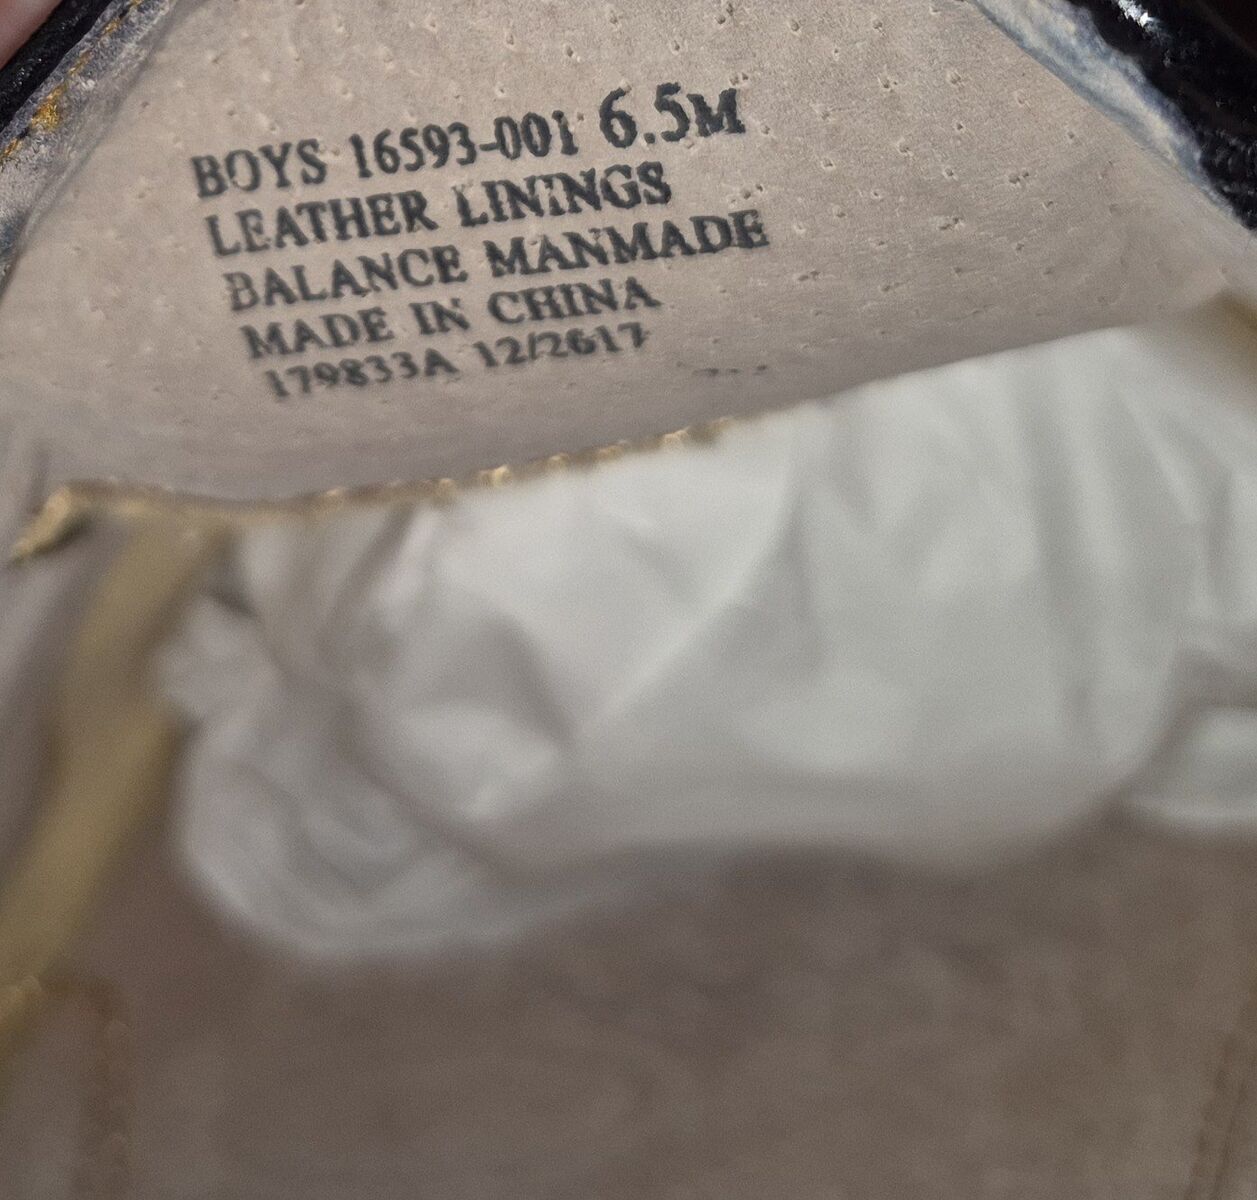 BOYS 16593-001 6.5M
LEATHER LININGS
BALANCE MANMADE
MADE IN CHINA
179833A 12/2617